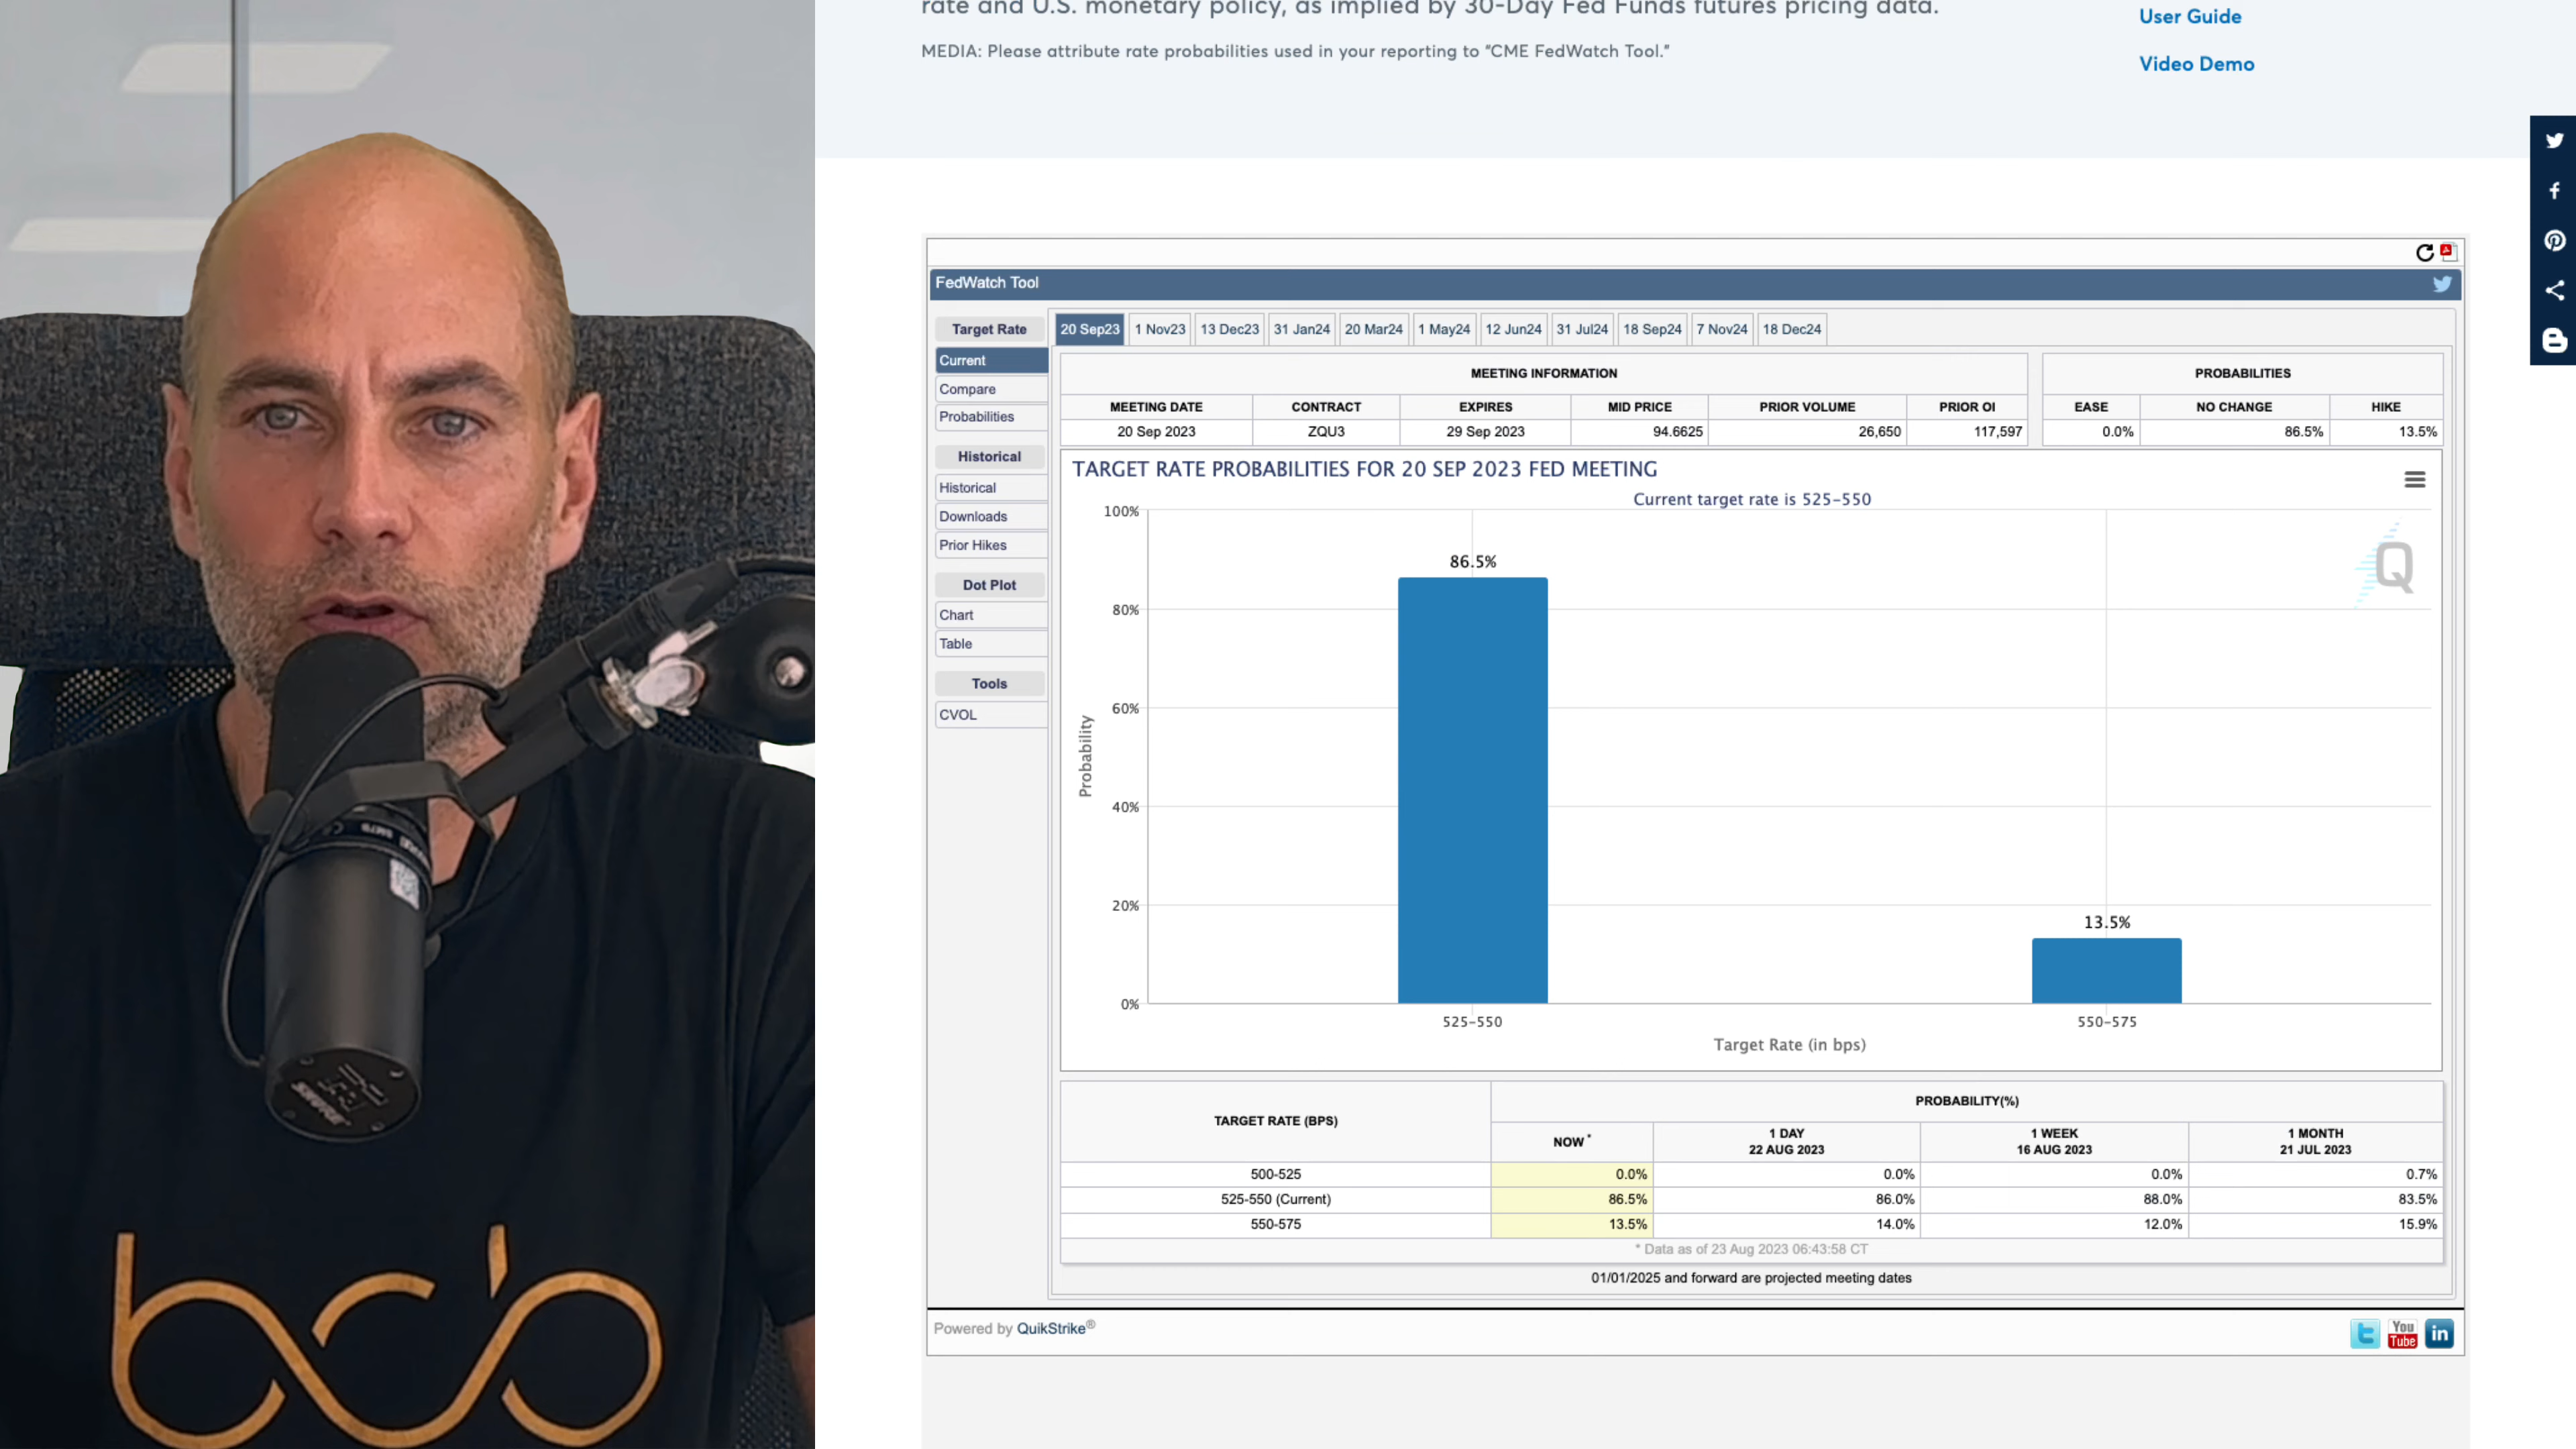 rate and U.S. monetary policy, as implied by 30-Day Fed Funds futures pricing data.
MEDIA: Please attribute rate probabilities used in your reporting to "CME FedWatch Tool."
User Guide
Video Demo
FedWatch Tool
Target Rate
Current
Compare
Probabilities
Historical
Historical
Downloads
Prior Hikes
Dot Plot
Chart
Table
Tools
CVOL
20 Sep23 1 Nov23 13 Dec23 31 Jan24 20 Mar24 1 May24 12 Jun24 31 Jul24 18 Sep24 7 Nov24 18 Dec24
MEETING INFORMATION
MEETING DATE CONTRACT EXPIRES MID PRICE PRIOR VOLUME PRIOR OI
20 Sep 2023 ZQU3 29 Sep 2023 94.6625 26,650 117,597
PROBABILITIES
EASE NO CHANGE HIKE
0.0% 86.5% 13.5%
TARGET RATE PROBABILITIES FOR 20 SEP 2023 FED MEETING
Current target rate is 525-550
Q
Probability
100%
80%
60%
40%
20%
0%
86.5%
13.5%
525-550 550-575
Target Rate (in bps)
TARGET RATE (BPS) PROBABILITY(%)
NOW * 1 DAY 1 WEEK 1 MONTH
22 AUG 2023 16 AUG 2023 21 JUL 2023
500-525 0.0% 0.0% 0.0% 0.7%
525-550 (Current) 86.5% 86.0% 88.0% 83.5%
550-575 13.5% 14.0% 12.0% 15.9%
* Data as of 23 Aug 2023 06:43:58 CT
01/01/2025 and forward are projected meeting dates
Powered by QuikStrike®
You
Tube
in
bcb